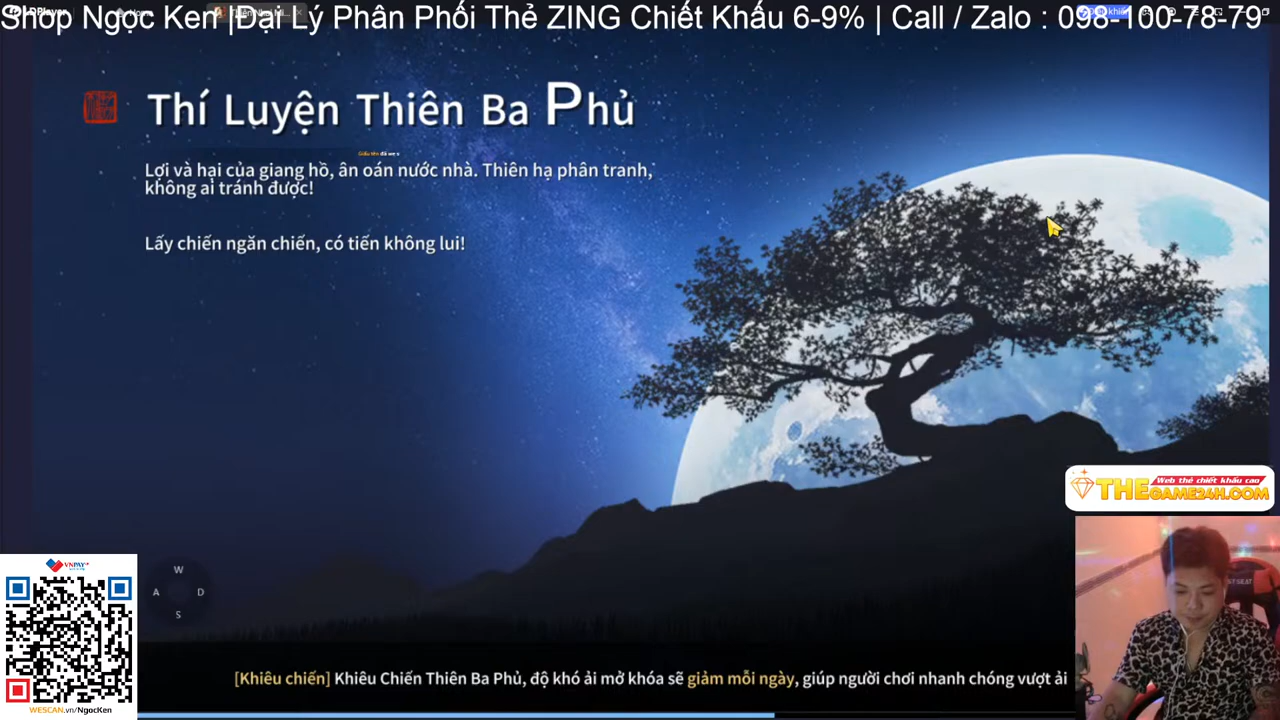 Shop Ngọc Ken |Đại Lý Phân Phối Thẻ ZING Chiết Khấu 6-9% | Call / Zalo : 098-100-78-79
Thí Luyện Thiên Ba Phủ
Lợi và hại của giang hồ, ân oán nước nhà. Thiên hạ phân tranh,
không ai tránh được!
Lấy chiến ngăn chiến, có tiến không lui!
Web thẻ chiết khấu cao
THEGAME24H.COM
VNPAY
W
A D
S
WESCAN.vn/NgocKen
[Khiêu chiến] Khiêu Chiến Thiên Ba Phủ, độ khó ải mở khóa sẽ giảm mỗi ngày, giúp người chơi nhanh chóng vượt ải